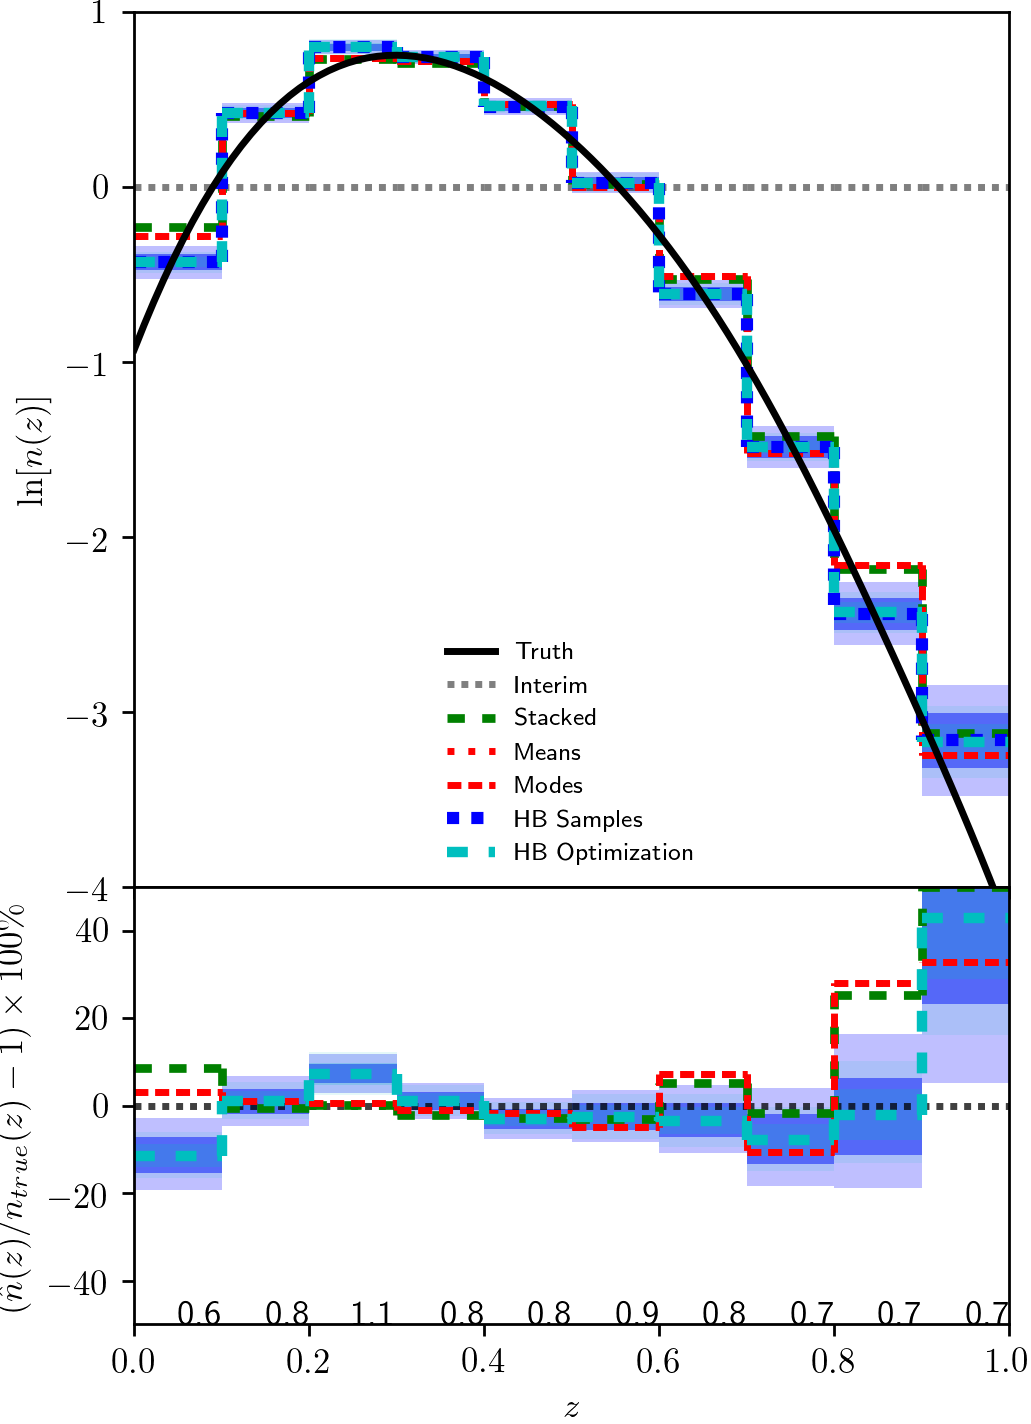 1
0
−1
−2
−3
−4
ln[n(z)]
Truth
Interim
Stacked
Means
Modes
HB Samples
HB Optimization
40
20
0
−20
−40
(n̂(z)/n_{true}(z) − 1) × 100%
0.6 0.8 1.1 0.8 0.8 0.9 0.8 0.7 0.7 0.7
0.0 0.2 0.4 0.6 0.8 1.0
z